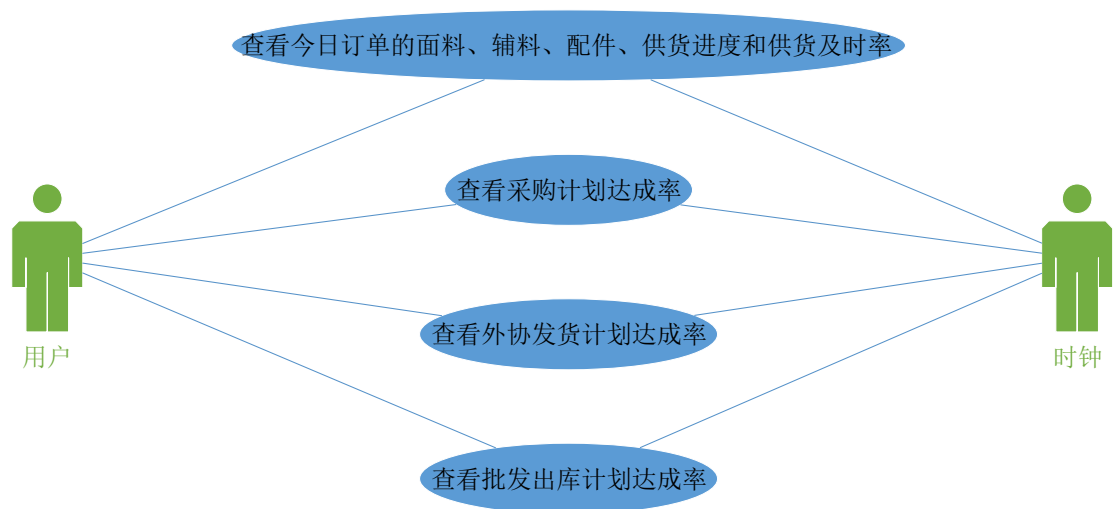 查看今日订单的面料、辅料、配件、供货进度和供货及时率
查看采购计划达成率
查看外协发货计划达成率
用户
时钟
查看批发出库计划达成率